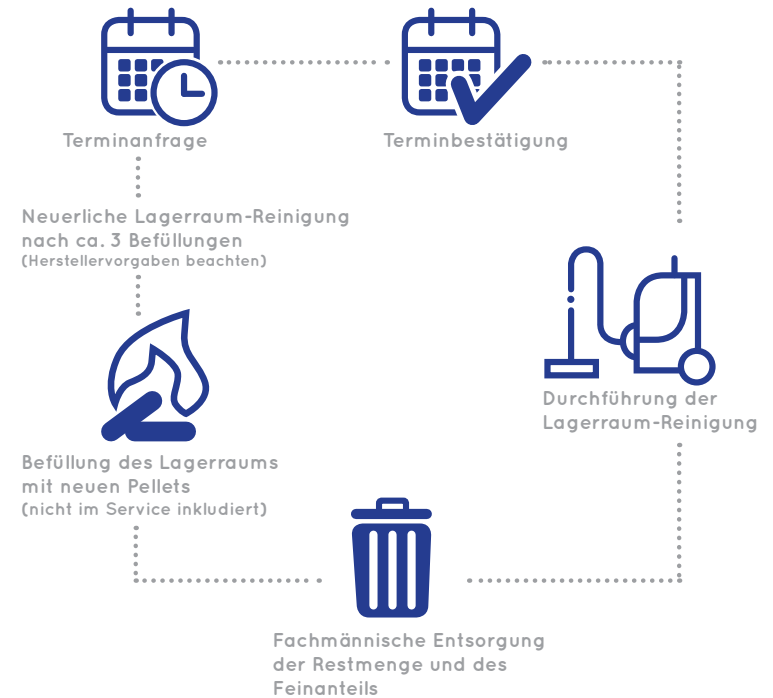 Terminanfrage
Terminbestätigung
Neuerliche Lagerraum-Reinigung
nach ca. 3 Befüllungen
(Herstellervorgaben beachten)
Durchführung der
Lagerraum-Reinigung
Befüllung des Lagerraums
mit neuen Pellets
(nicht im Service inkludiert)
Fachmännische Entsorgung
der Restmenge und des
Feinanteils